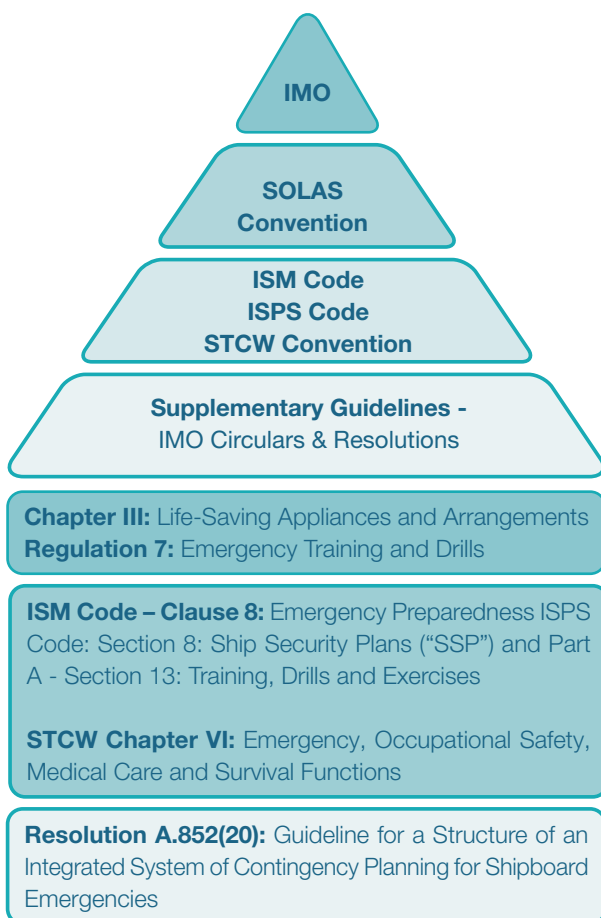 IMO
SOLAS
Convention
ISM Code
ISPS Code
STCW Convention
Supplementary Guidelines -
IMO Circulars & Resolutions
Chapter III: Life-Saving Appliances and Arrangements
Regulation 7: Emergency Training and Drills
ISM Code – Clause 8: Emergency Preparedness ISPS
Code: Section 8: Ship Security Plans (“SSP”) and Part
A - Section 13: Training, Drills and Exercises
STCW Chapter VI: Emergency, Occupational Safety,
Medical Care and Survival Functions
Resolution A.852(20): Guideline for a Structure of an
Integrated System of Contingency Planning for Shipboard
Emergencies